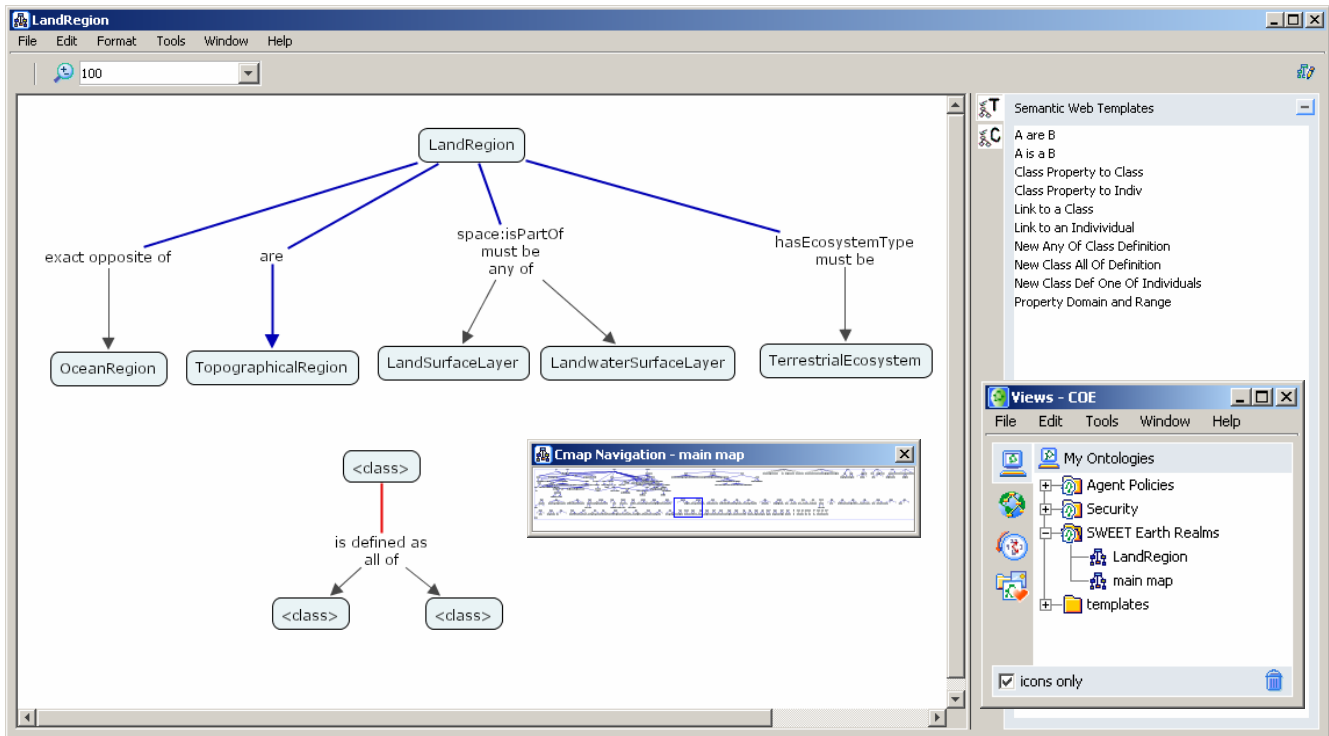 LandRegion
File Edit Format Tools Window Help
100
LandRegion
exact opposite of
are
space:isPartOf
must be
any of
hasEcosystemType
must be
OceanRegion
TopographicalRegion
LandSurfaceLayer
LandwaterSurfaceLayer
TerrestrialEcosystem
<class>
is defined as
all of
<class>
<class>
Cmap Navigation - main map
T
C
Semantic Web Templates
A are B
A is a B
Class Property to Class
Class Property to Indiv
Link to a Class
Link to an Indivividual
New Any Of Class Definition
New Class All Of Definition
New Class Def One Of Individuals
Property Domain and Range
Views - COE
File Edit Tools Window Help
My Ontologies
Agent Policies
Security
SWEET Earth Realms
LandRegion
main map
templates
icons only